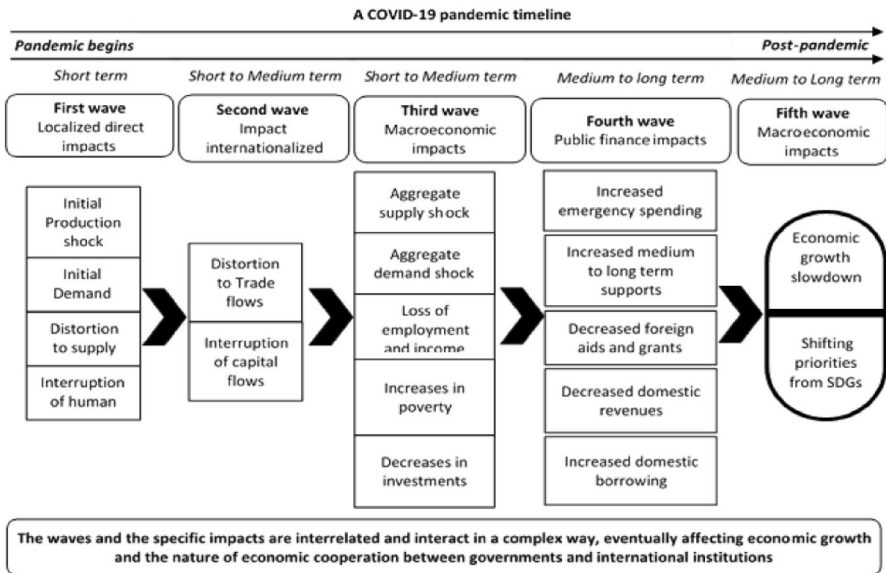 A COVID-19 pandemic timeline
Pandemic begins
Post-pandemic
Short term
Short to Medium term
Short to Medium term
Medium to long term
Medium to Long term
First wave
Localized direct
impacts
Second wave
Impact
internationalized
Third wave
Macroeconomic
impacts
Fourth wave
Public finance impacts
Fifth wave
Macroeconomic
impacts
Initial
Production
shock
Initial
Demand
Distortion
to supply
Interruption
of human
Distortion
to Trade
flows
Interruption
of capital
flows
Aggregate
supply shock
Aggregate
demand shock
Loss of
employment
and income
Increases in
poverty
Decreases in
investments
Increased
emergency spending
Increased medium
to long term
supports
Decreased foreign
aids and grants
Decreased domestic
revenues
Increased domestic
borrowing
Economic
growth
slowdown
Shifting
priorities
from SDGs
The waves and the specific impacts are interrelated and interact in a complex way, eventually affecting economic growth
and the nature of economic cooperation between governments and international institutions